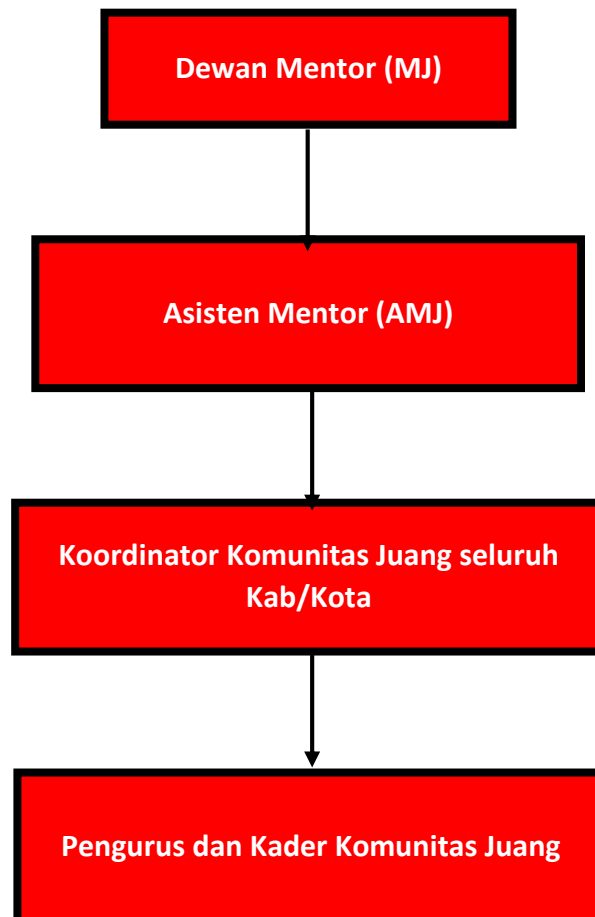 Dewan Mentor (MJ)
Asisten Mentor (AMJ)
Koordinator Komunitas Juang seluruh
Kab/Kota
Pengurus dan Kader Komunitas Juang